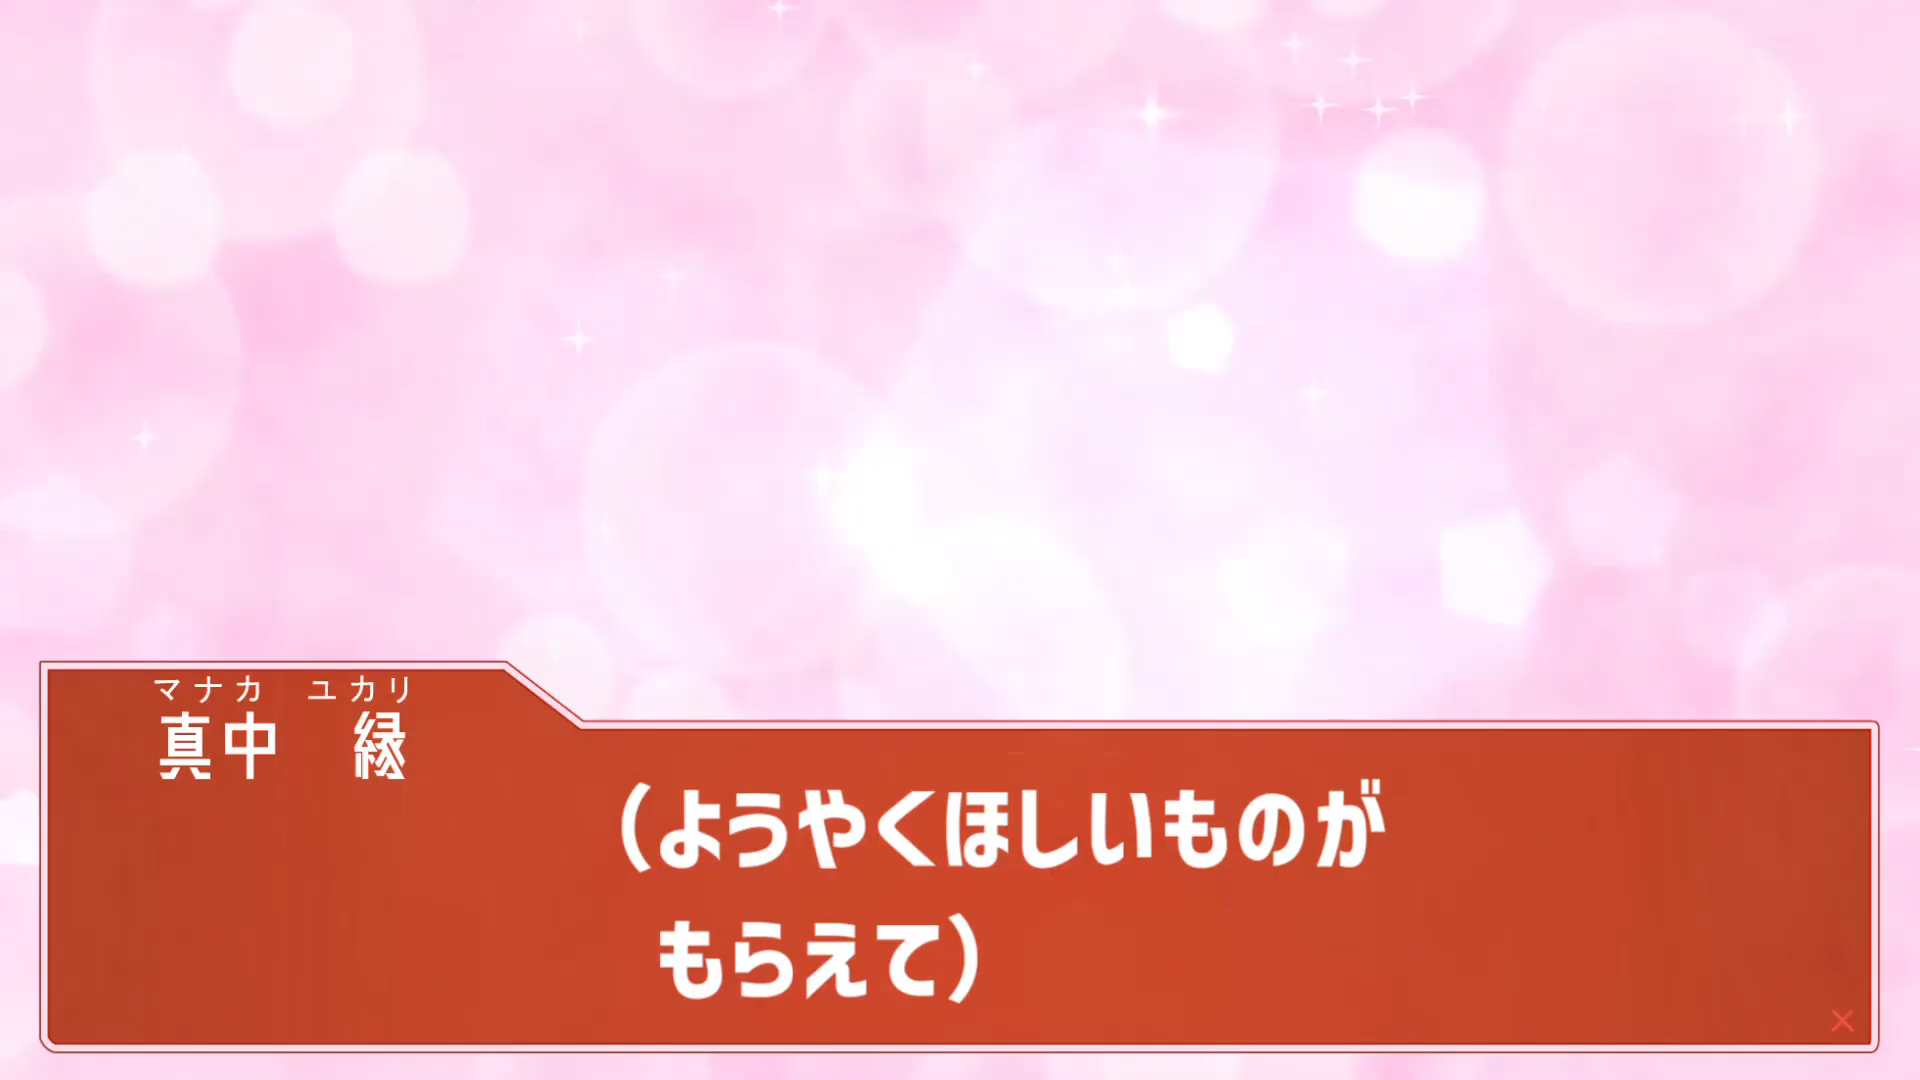 マナカ ユカリ
真中 縁
（ようやくほしいものが
もらえて）